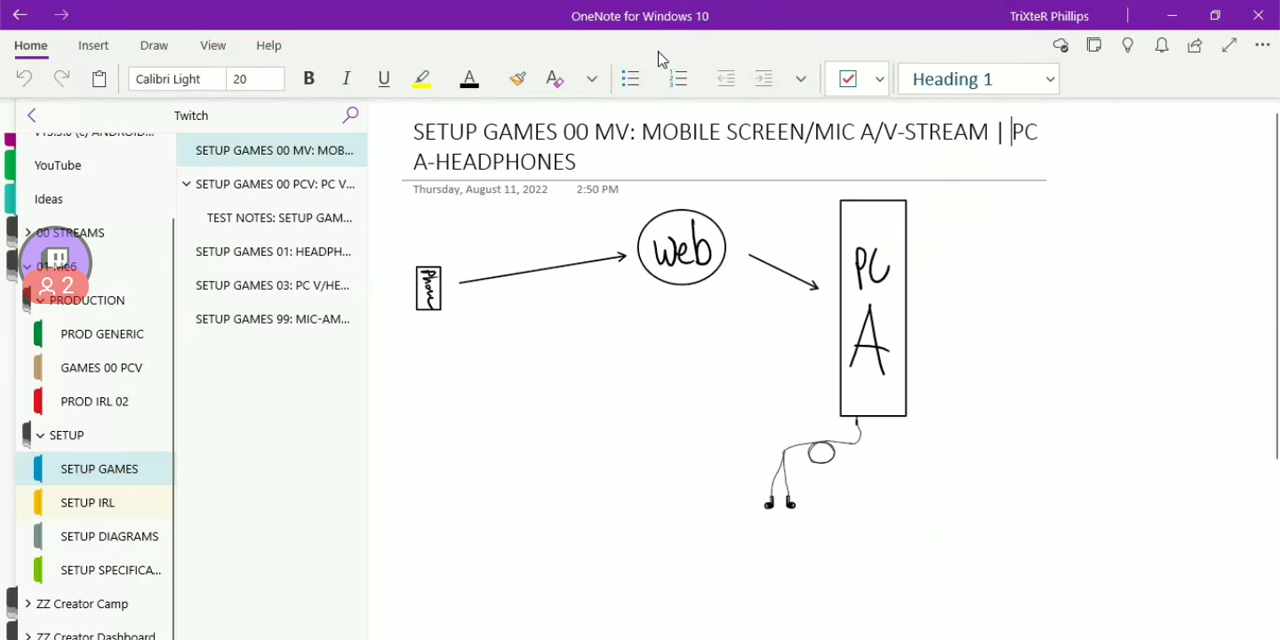 OneNote for Windows 10
TriXteR Phillips
Home
Insert
Draw
View
Help
Calibri Light
20
B
I
U
A
A
Heading 1
Twitch
YouTube
Ideas
00 STREAMS
2
PRODUCTION
PROD GENERIC
GAMES 00 PCV
PROD IRL 02
SETUP
SETUP GAMES
SETUP IRL
SETUP DIAGRAMS
SETUP SPECIFICA...
ZZ Creator Camp
ZZ Creator Dashboard
SETUP GAMES 00 MV: MOB...
SETUP GAMES 00 PCV: PC V...
TEST NOTES: SETUP GAM...
SETUP GAMES 01: HEADPH...
SETUP GAMES 03: PC V/HE...
SETUP GAMES 99: MIC-AM...
SETUP GAMES 00 MV: MOBILE SCREEN/MIC A/V-STREAM | PC
A-HEADPHONES
Thursday, August 11, 2022 2:50 PM
Phone
Web
PC
A